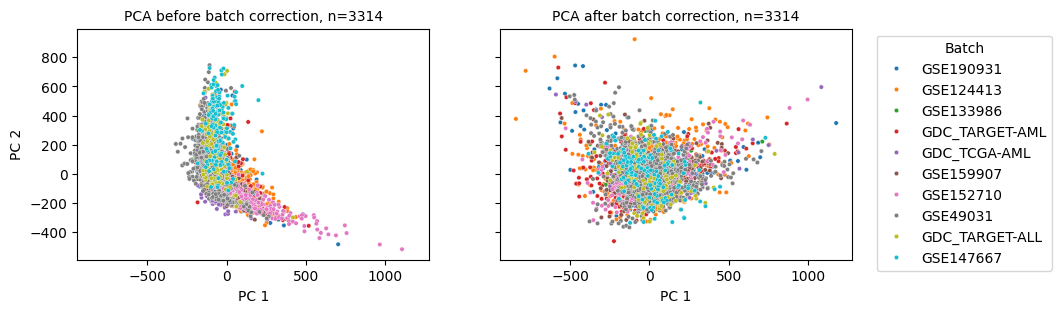 PCA before batch correction, n=3314
PC 2
800
600
400
200
0
−200
−400
−500
0
500
1000
PC 1
PCA after batch correction, n=3314
−500
0
500
1000
PC 1
Batch
GSE190931
GSE124413
GSE133986
GDC_TARGET-AML
GDC_TCGA-AML
GSE159907
GSE152710
GSE49031
GDC_TARGET-ALL
GSE147667